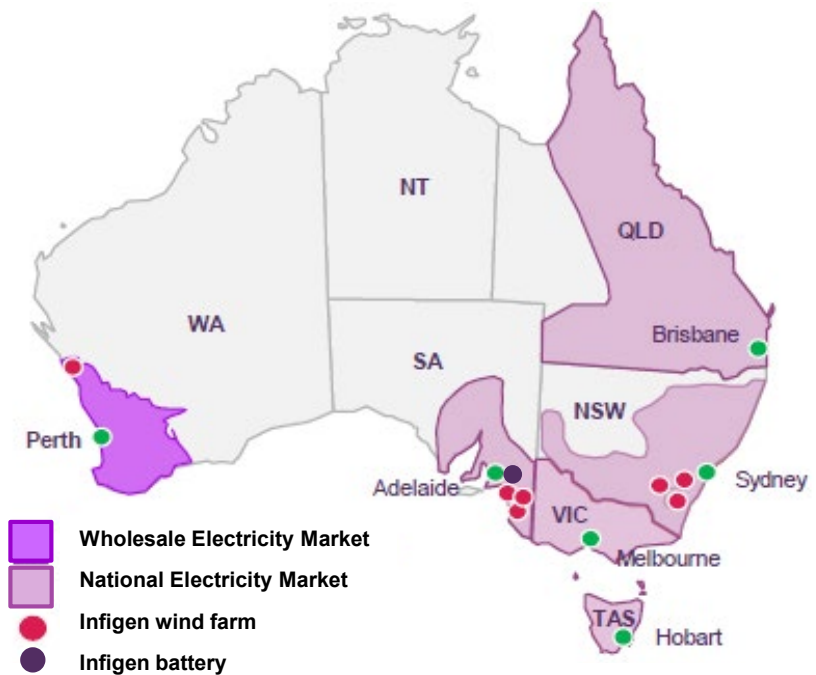 NT
QLD
WA
Brisbane
SA
NSW
Perth
Sydney
Adelaide
VIC
Melbourne
TAS
Hobart
Wholesale Electricity Market
National Electricity Market
Infigen wind farm
Infigen battery